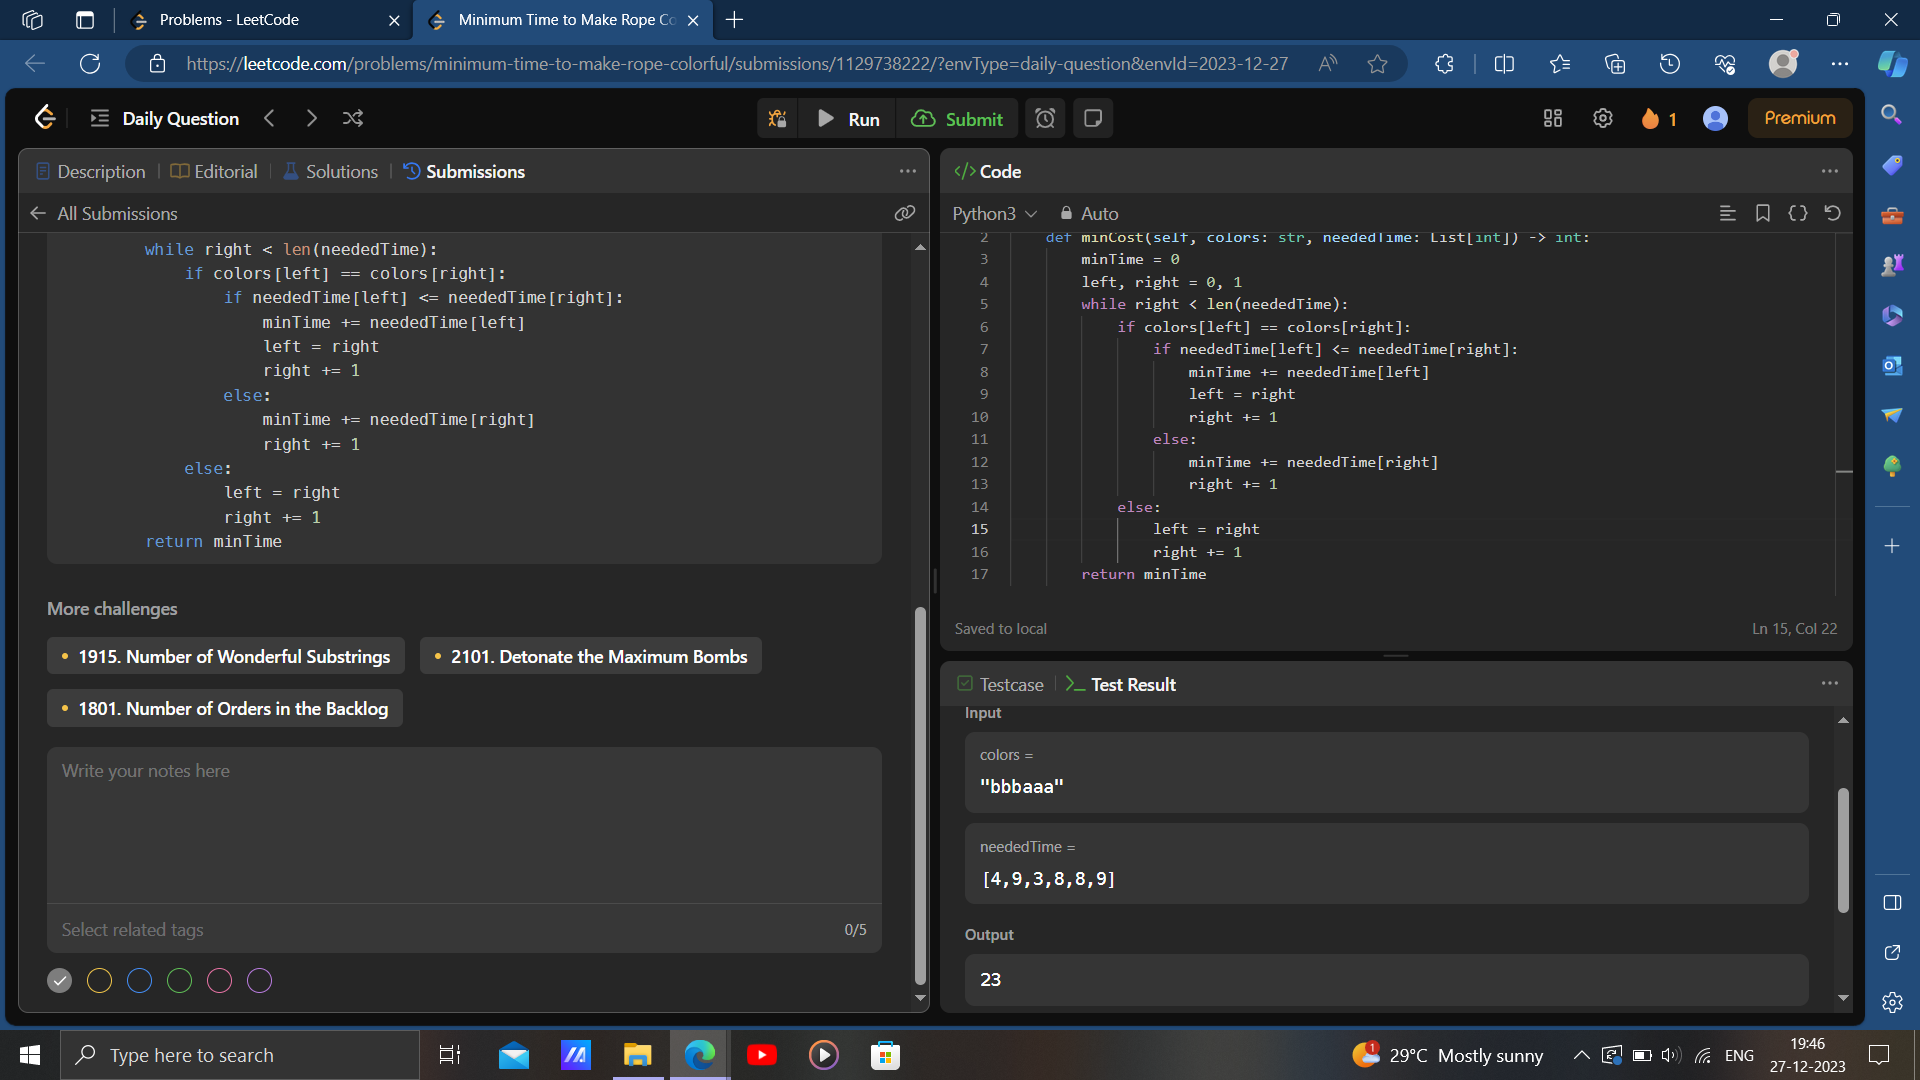 Problems - LeetCode
Minimum Time to Make Rope Co
https://leetcode.com/problems/minimum-time-to-make-rope-colorful/submissions/1129738222/?envType=daily-question&envId=2023-12-27
Daily Question
Run
Submit
1
Premium
Description
Editorial
Solutions
Submissions
All Submissions
while right < len(neededTime):
if colors[left] == colors[right]:
if neededTime[left] <= neededTime[right]:
minTime += neededTime[left]
left = right
right += 1
else:
minTime += neededTime[right]
right += 1
else:
left = right
right += 1
return minTime
More challenges
1915. Number of Wonderful Substrings
2101. Detonate the Maximum Bombs
1801. Number of Orders in the Backlog
Write your notes here
Select related tags
0/5
</> Code
Python3
Auto
2 def minCost(self, colors: str, neededTime: List[int]) -> int:
3 minTime = 0
4 left, right = 0, 1
5 while right < len(neededTime):
6 if colors[left] == colors[right]:
7 if neededTime[left] <= neededTime[right]:
8 minTime += neededTime[left]
9 left = right
10 right += 1
11 else:
12 minTime += neededTime[right]
13 right += 1
14 else:
15 left = right
16 right += 1
17 return minTime
Saved to local
Ln 15, Col 22
Testcase
Test Result
Input
colors =
"bbbaaa"
neededTime =
[4,9,3,8,8,9]
Output
23
Type here to search
1
29°C Mostly sunny
ENG
19:46
27-12-2023